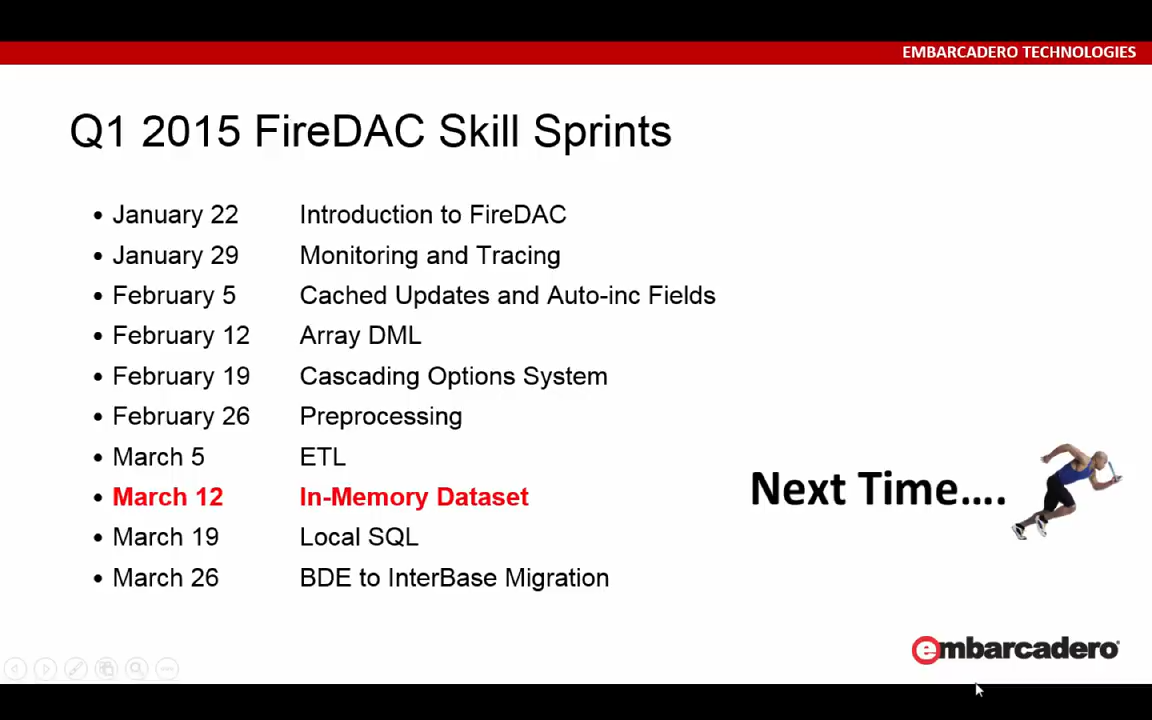 EMBARCADERO TECHNOLOGIES
Q1 2015 FireDAC Skill Sprints
• January 22 Introduction to FireDAC
• January 29 Monitoring and Tracing
• February 5 Cached Updates and Auto-inc Fields
• February 12 Array DML
• February 19 Cascading Options System
• February 26 Preprocessing
• March 5 ETL
• March 12 In-Memory Dataset
Next Time....
• March 19 Local SQL
• March 26 BDE to InterBase Migration
embarcadero